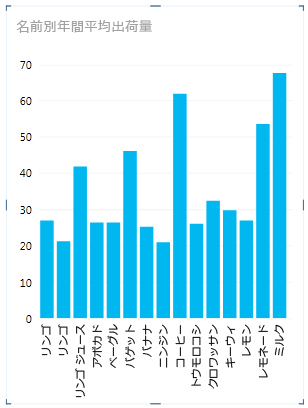 名前別年間平均出荷量
70
60
50
40
30
20
10
0
リンゴ
リンゴ
リンゴ ジュース
アボカド
ベーグル
バゲット
バナナ
ニンジン
コーヒー
トウモロコシ
クロワッサン
キーウィ
レモン
レモネード
ミルク